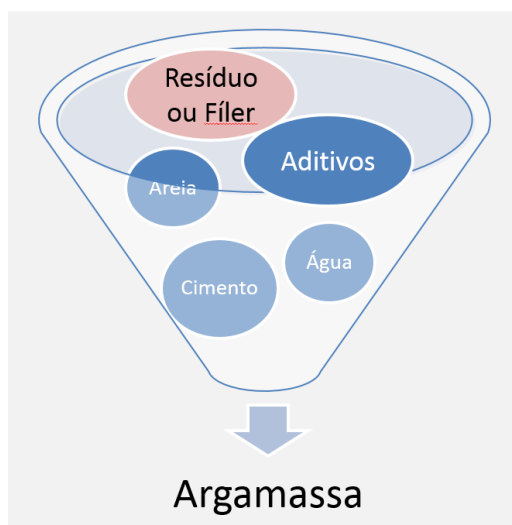 Resíduo
ou Fíler
Aditivos
Areia
Água
Cimento
Argamassa